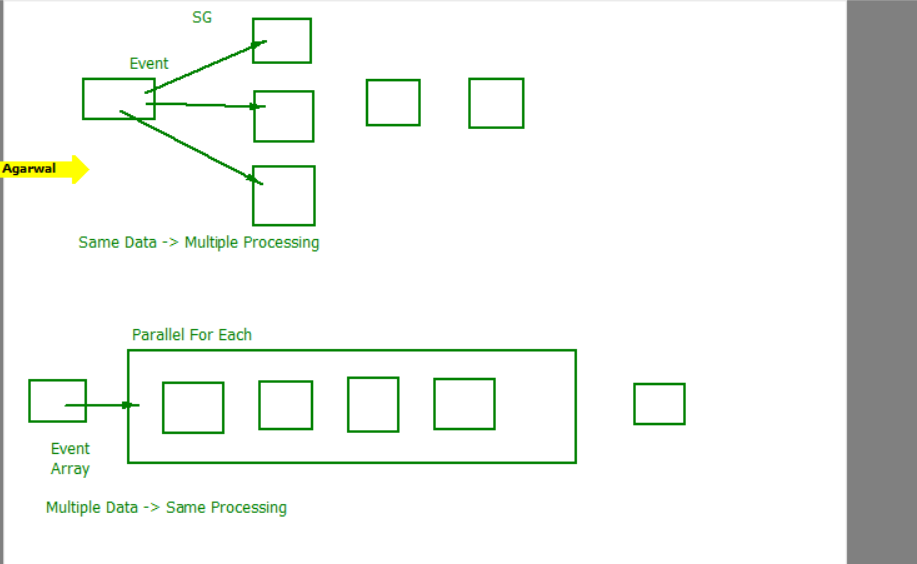 SG
Event
Agarwal
Same Data -> Multiple Processing
Parallel For Each
Event
Array
Multiple Data -> Same Processing